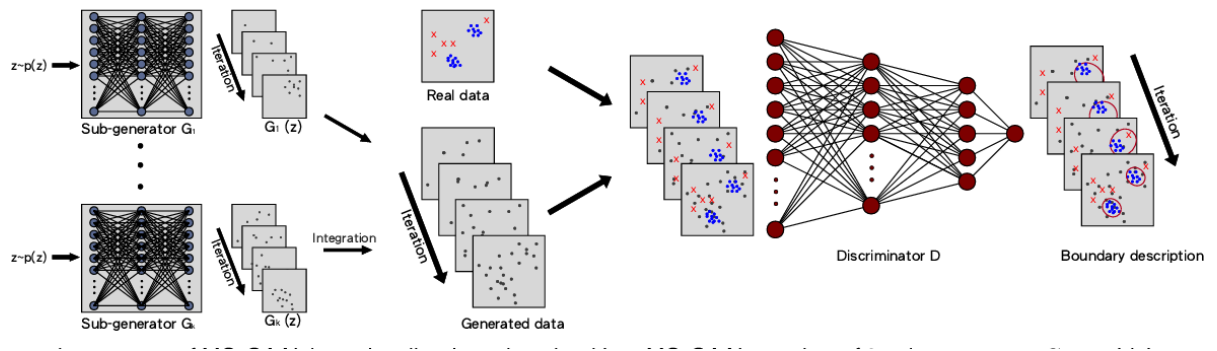 z~p(z)
Sub-generator G₁
Iteration
G₁ (z)
z~p(z)
Sub-generator Gₖ
Iteration
Gₖ (z)
Integration
Real data
Iteration
Generated data
Discriminator D
Iteration
Boundary description